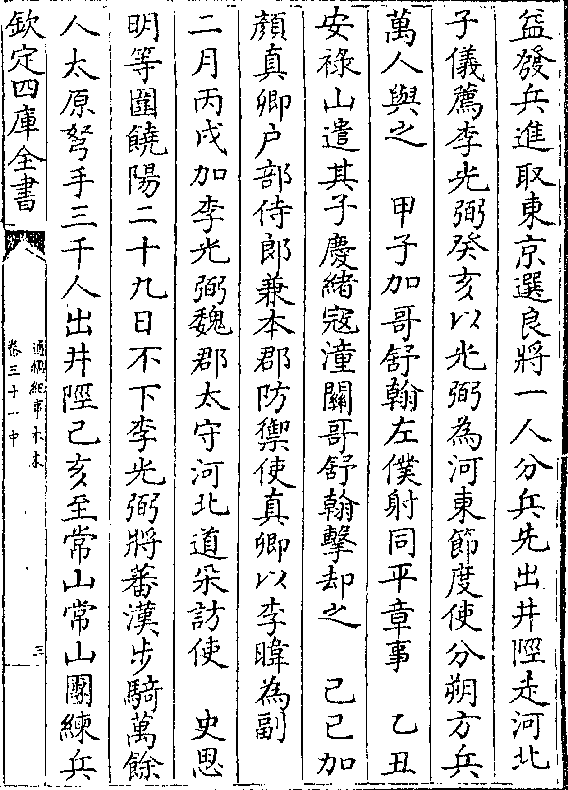 益發兵進取東京選良將一人分兵先出井陘走河北
子儀薦李光弼癸亥以光弼為河東節度使分朔方兵
萬人與之　甲子加哥舒翰左僕射同平章事　乙丑
安祿山遣其子慶緒寇潼關哥舒翰擊却之　己巳加
顔真卿户部侍郎兼本郡防禦使真卿以李暐為副
二月丙戌加李光弼魏郡太守河北道采訪使　史思
明等圍饒陽二十九日不下李光弼將蕃漢步騎萬餘
人太原弩手三千人出井陘己亥至常山常山團練兵
欽定四庫全書
通鑑紀事本末
卷三十一中
三